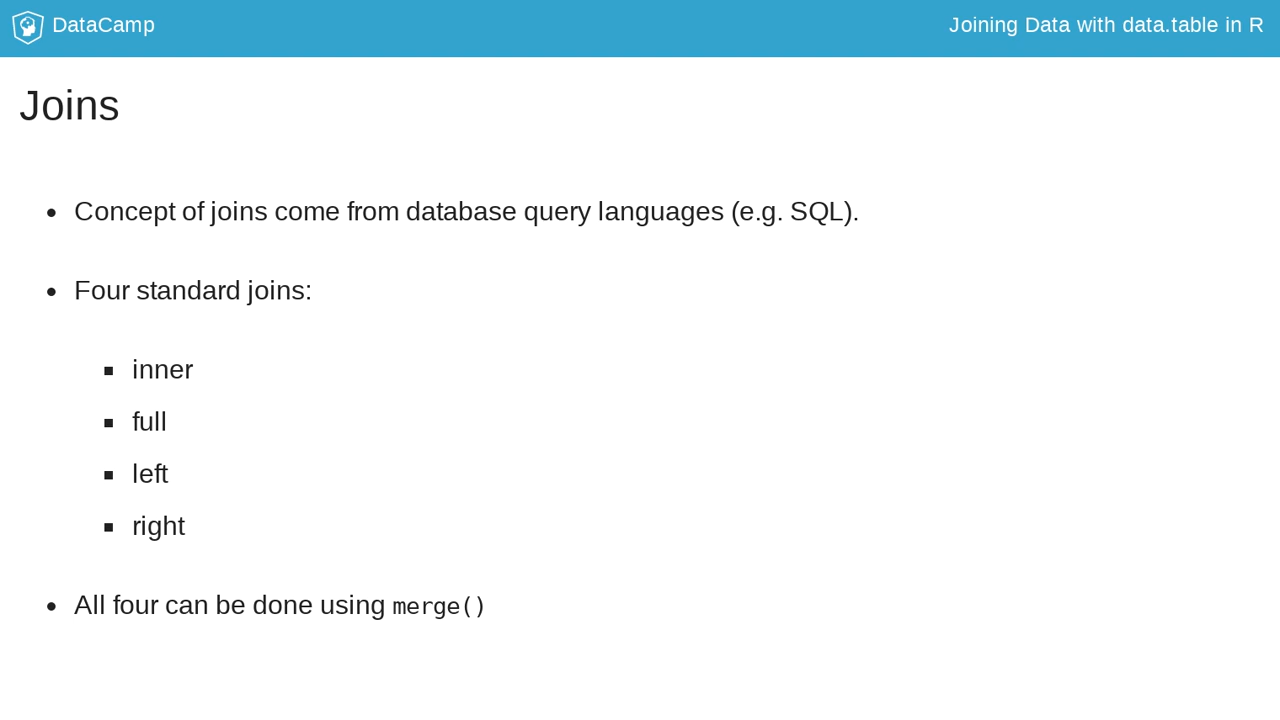 DataCamp
Joining Data with data.table in R
Joins
• Concept of joins come from database query languages (e.g. SQL).
• Four standard joins:
▪ inner
▪ full
▪ left
▪ right
• All four can be done using merge()